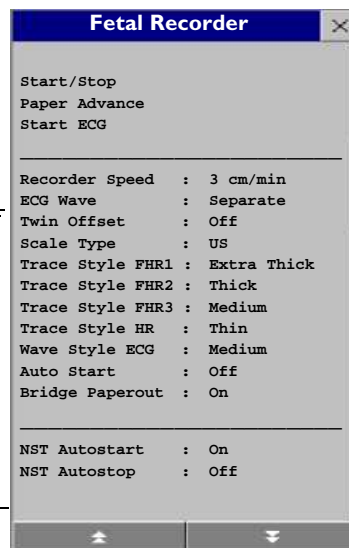 Fetal Recorder
Start/Stop
Paper Advance
Start ECG
Recorder Speed : 3 cm/min
ECG Wave : Separate
Twin Offset : Off
Scale Type : US
Trace Style FHR1 : Extra Thick
Trace Style FHR2 : Thick
Trace Style FHR3 : Medium
Trace Style HR : Thin
Wave Style ECG : Medium
Auto Start : Off
Bridge Paperout : On
NST Autostart : On
NST Autostop : Off